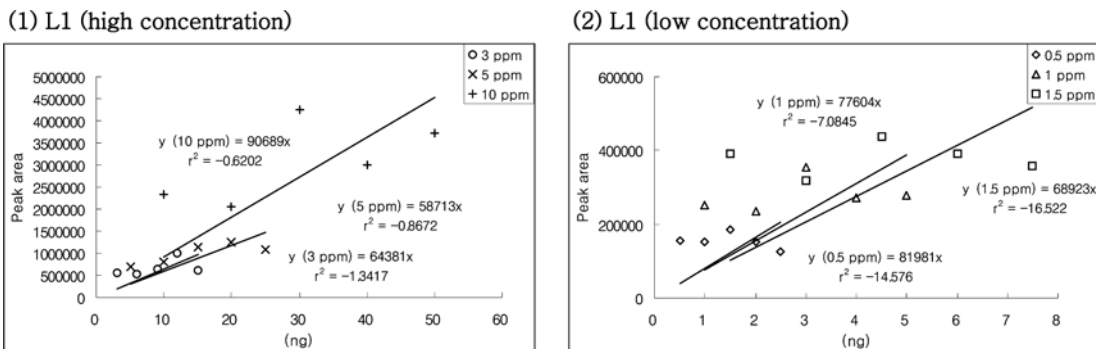 (1) L1 (high concentration)
3 ppm
5 ppm
10 ppm
5000000
4500000
4000000
3500000
3000000
2500000
2000000
1500000
1000000
500000
0
Peak area
y (10 ppm) = 90689x
r² = -0.6202
y (5 ppm) = 58713x
r² = -0.8672
y (3 ppm) = 64381x
r² = -1.3417
0 10 20 30 40 50 60
(ng)
(2) L1 (low concentration)
0.5 ppm
1 ppm
1.5 ppm
600000
400000
200000
0
Peak area
y (1 ppm) = 77604x
r² = -7.0845
y (1.5 ppm) = 68923x
r² = -16.522
y (0.5 ppm) = 81981x
r² = -14.576
0 1 2 3 4 5 6 7 8
(ng)